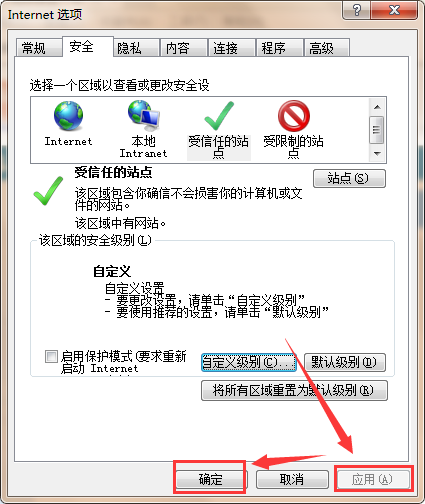 Internet 选项
?
常规 安全 隐私 内容 连接 程序 高级
选择一个区域以查看或更改安全设
Internet 本地 Intranet 受信任的站点 受限制的站点
受信任的站点
站点(S)
该区域包含你确信不会损害你的计算机或文
件的网站。
该区域中有网站。
该区域的安全级别(L)
自定义
自定义设置
- 要更改设置，请单击“自定义级别”
- 要使用推荐的设置，请单击“默认级别”
启用保护模式(要求重新
启动 Internet
自定义级别(C)... 默认级别(D)
将所有区域重置为默认级别(R)
确定 取消 应用(A)